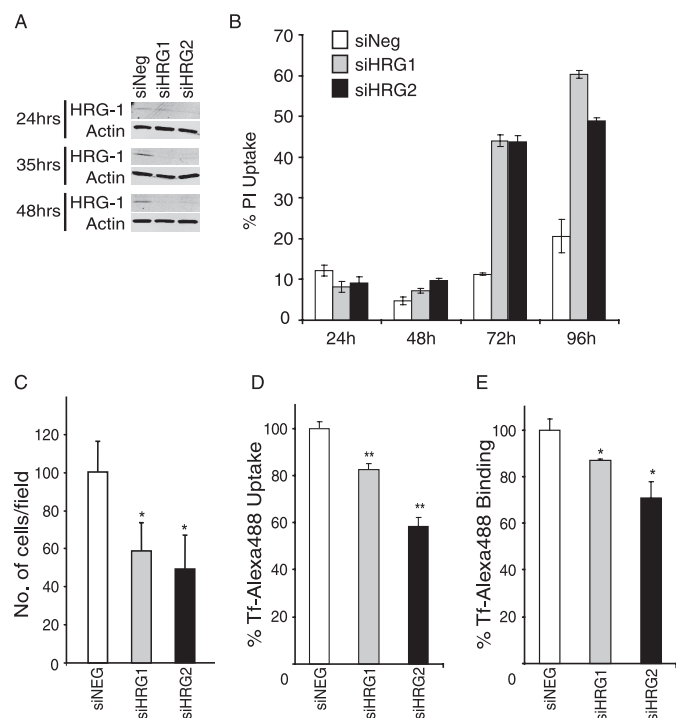 A
siNeg
siHRG1
siHRG2
24hrs
HRG-1
Actin
35hrs
HRG-1
Actin
48hrs
HRG-1
Actin
B
siNeg
siHRG1
siHRG2
% PI Uptake
70
60
50
40
30
20
10
0
24h
48h
72h
96h
C
No. of cells/field
120
100
80
60
40
20
0
*
*
siNEG
siHRG1
siHRG2
D
% Tf-Alexa488 Uptake
100
80
60
40
20
0
**
**
siNEG
siHRG1
siHRG2
E
% Tf-Alexa488 Binding
100
80
60
40
20
0
*
*
siNEG
siHRG1
siHRG2